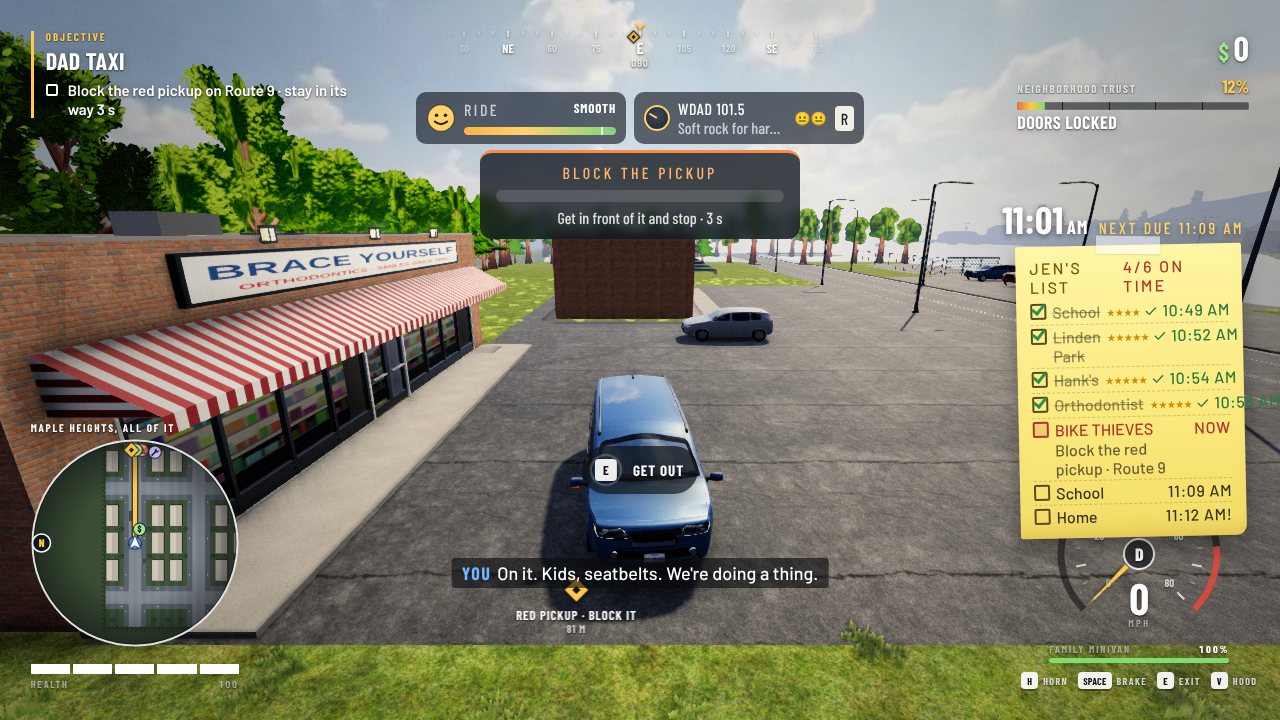 OBJECTIVE
DAD TAXI
Block the red pickup on Route 9 · stay in its
way 3 s
30 NE 60 75 E 105 120 SE 150
090
RIDE SMOOTH
WDAD 101.5
Soft rock for har...
R
BLOCK THE PICKUP
Get in front of it and stop · 3 s
$ 0
NEIGHBORHOOD TRUST 12%
DOORS LOCKED
11:01 AM NEXT DUE 11:09 AM
JEN'S LIST 4/6 ON TIME
School ★★★★ ✓ 10:49 AM
Linden Park ★★★★★ ✓ 10:52 AM
Hank's ★★★★★ ✓ 10:54 AM
Orthodontist ★★★★★ ✓
BIKE THIEVES NOW
Block the red
pickup · Route 9
School 11:09 AM
Home 11:12 AM!
BRACE YOURSELF
ORTHODONTICS · SMILES SINCE
E GET OUT
YOU On it. Kids, seatbelts. We're doing a thing.
RED PICKUP · BLOCK IT
81 M
MAPLE HEIGHTS, ALL OF IT
N
$
HEALTH 100
D
80
0
MPH
FAMILY MINIVAN 100%
H HORN SPACE BRAKE E EXIT V HOOD